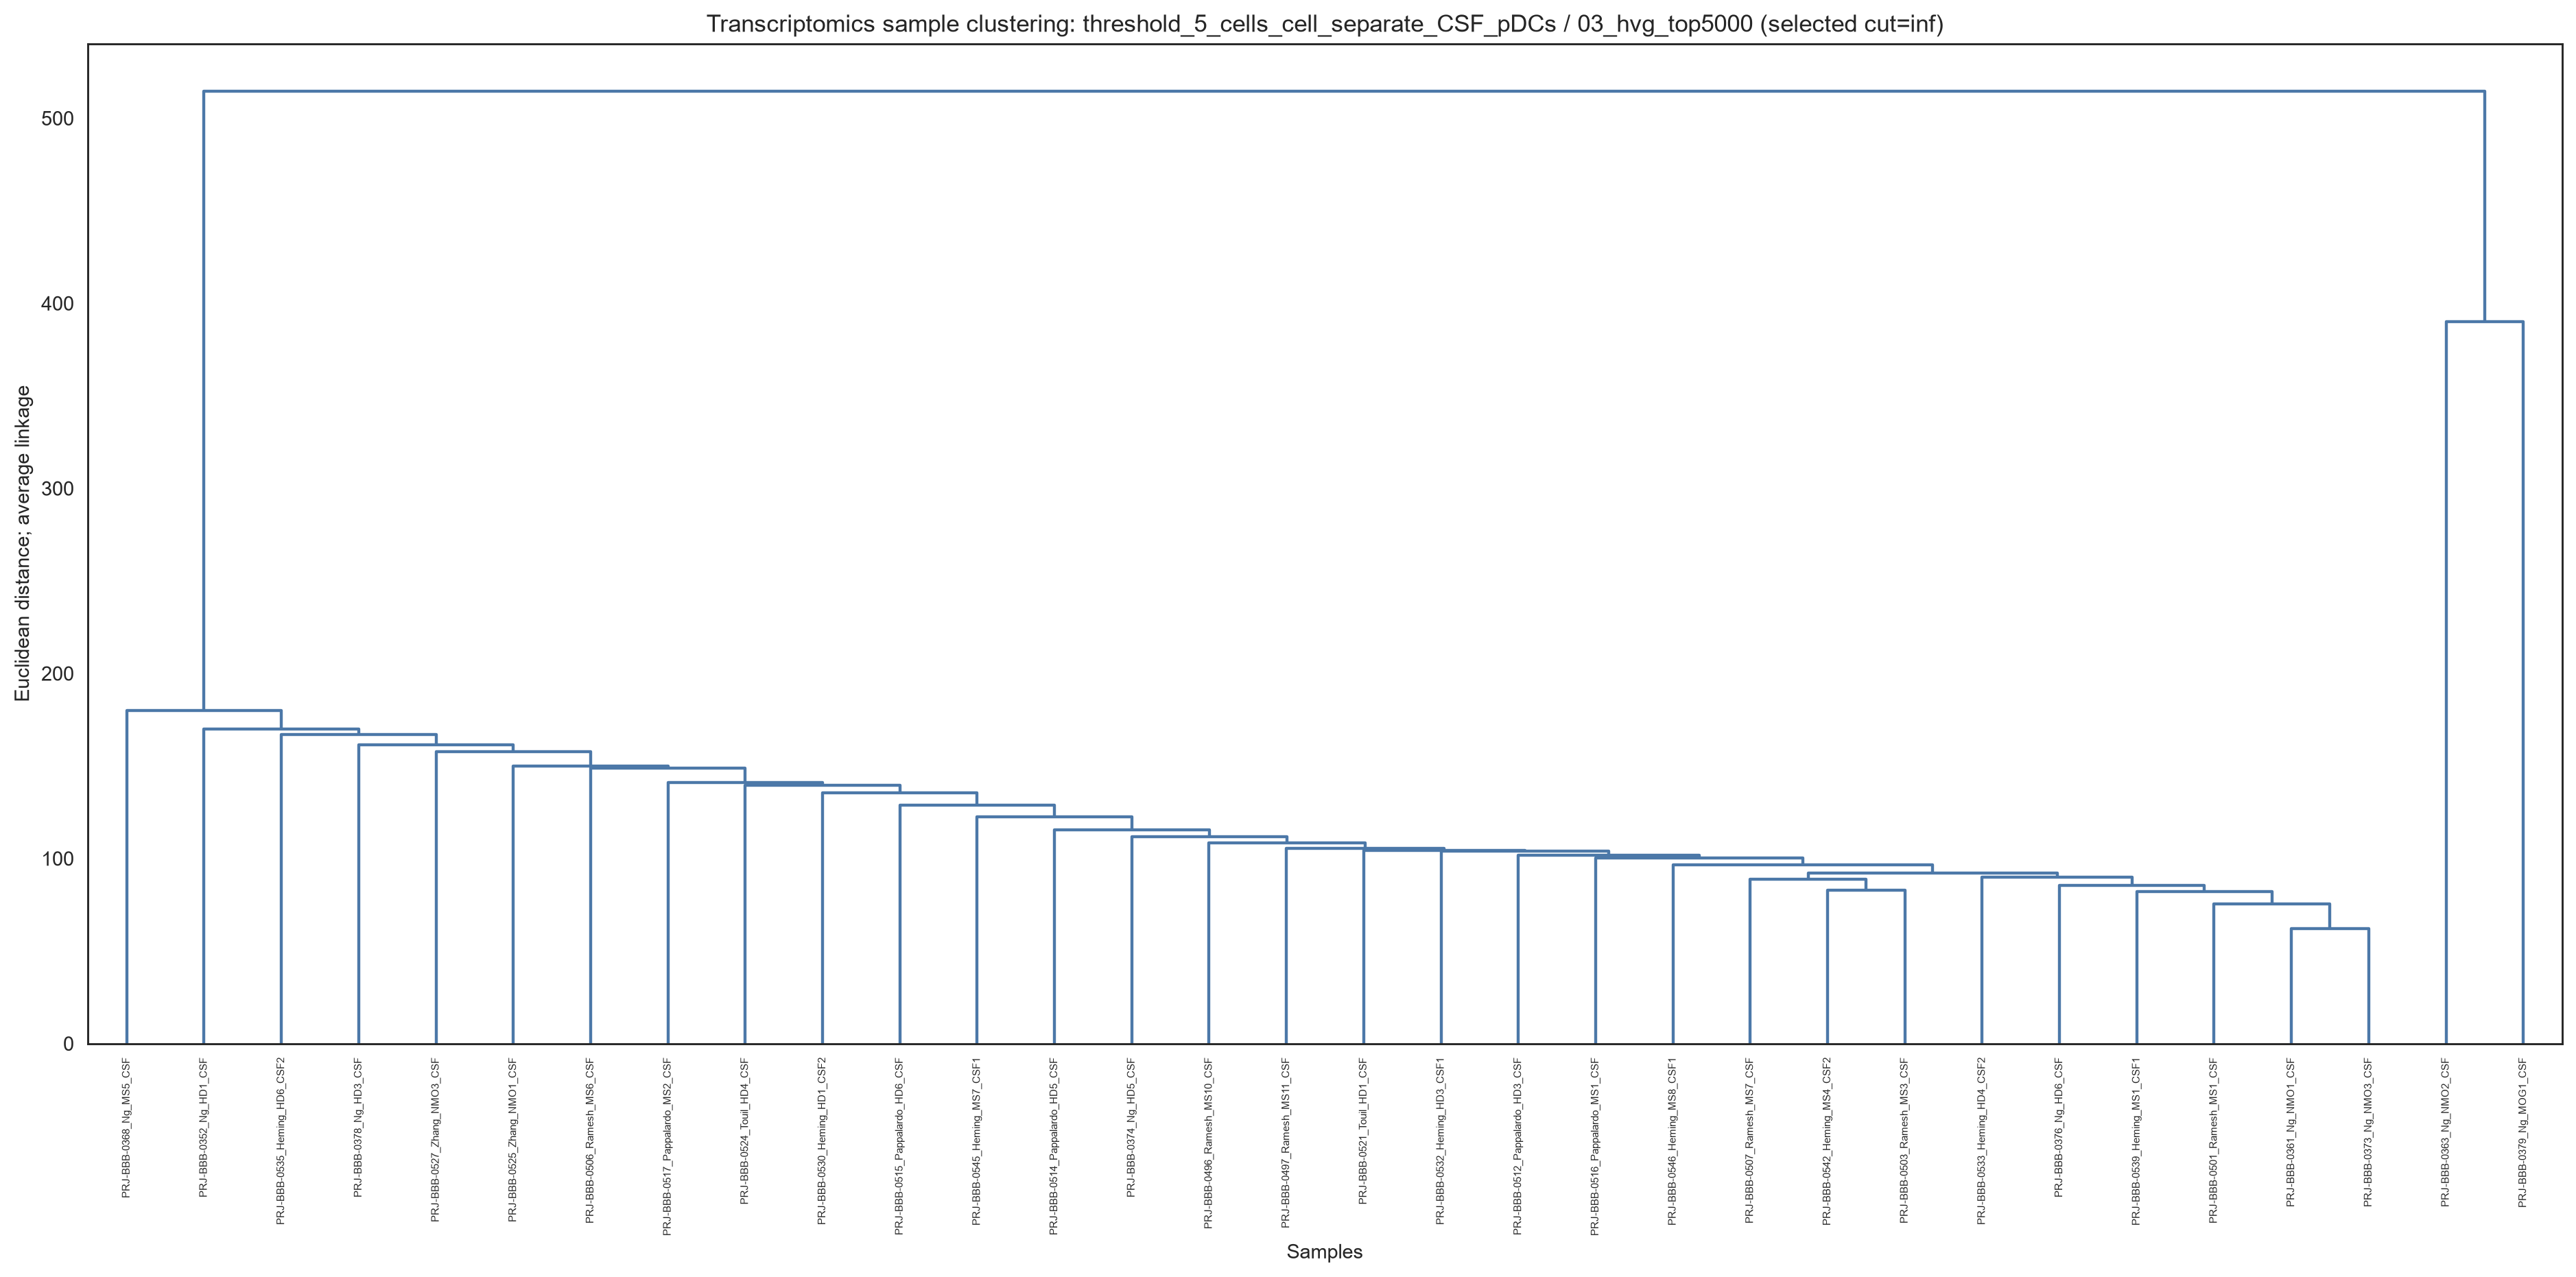 Transcriptomics sample clustering: threshold_5_cells_cell_separate_CSF_pDCs / 03_hvg_top5000 (selected cut=inf)
Euclidean distance; average linkage
500
400
300
200
100
0
PRJ-BBB-0368_Ng_MS5_CSF
PRJ-BBB-0352_Ng_HD1_CSF
PRJ-BBB-0535_Heming_HD6_CSF2
PRJ-BBB-0378_Ng_HD3_CSF
PRJ-BBB-0527_Zhang_NMO3_CSF
PRJ-BBB-0525_Zhang_NMO1_CSF
PRJ-BBB-0506_Ramesh_MS6_CSF
PRJ-BBB-0517_Pappalardo_MS2_CSF
PRJ-BBB-0524_Touil_HD4_CSF
PRJ-BBB-0530_Heming_HD1_CSF2
PRJ-BBB-0515_Pappalardo_HD6_CSF
PRJ-BBB-0545_Heming_MS7_CSF1
PRJ-BBB-0514_Pappalardo_HD5_CSF
PRJ-BBB-0374_Ng_HD5_CSF
PRJ-BBB-0496_Ramesh_MS10_CSF
PRJ-BBB-0497_Ramesh_MS11_CSF
PRJ-BBB-0521_Touil_HD1_CSF
PRJ-BBB-0532_Heming_HD3_CSF1
PRJ-BBB-0512_Pappalardo_HD3_CSF
PRJ-BBB-0516_Pappalardo_MS1_CSF
PRJ-BBB-0546_Heming_MS8_CSF1
PRJ-BBB-0507_Ramesh_MS7_CSF
PRJ-BBB-0542_Heming_MS4_CSF2
PRJ-BBB-0503_Ramesh_MS3_CSF
PRJ-BBB-0533_Heming_HD4_CSF2
PRJ-BBB-0376_Ng_HD6_CSF
PRJ-BBB-0539_Heming_MS1_CSF1
PRJ-BBB-0501_Ramesh_MS1_CSF
PRJ-BBB-0361_Ng_NMO1_CSF
PRJ-BBB-0373_Ng_NMO3_CSF
PRJ-BBB-0363_Ng_NMO2_CSF
PRJ-BBB-0379_Ng_MOG1_CSF
Samples